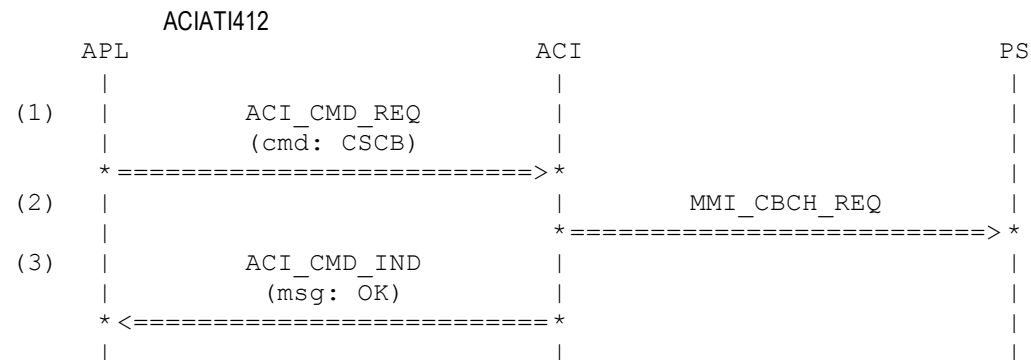 ACIATI412
APL ACI PS
| | |
(1) | ACI_CMD_REQ | |
| (cmd: CSCB) | |
* ==========================>* |
(2) | | MMI_CBCH_REQ |
| *==========================> *
(3) | ACI_CMD_IND | |
| (msg: OK) | |
* <==========================* |
| | |